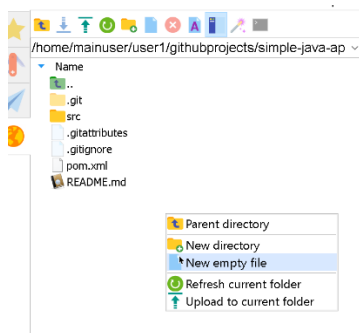 /home/mainuser/user1/githubprojects/simple-java-ap
Name
..
.git
src
.gitattributes
.gitignore
pom.xml
README.md
Parent directory
New directory
New empty file
Refresh current folder
Upload to current folder